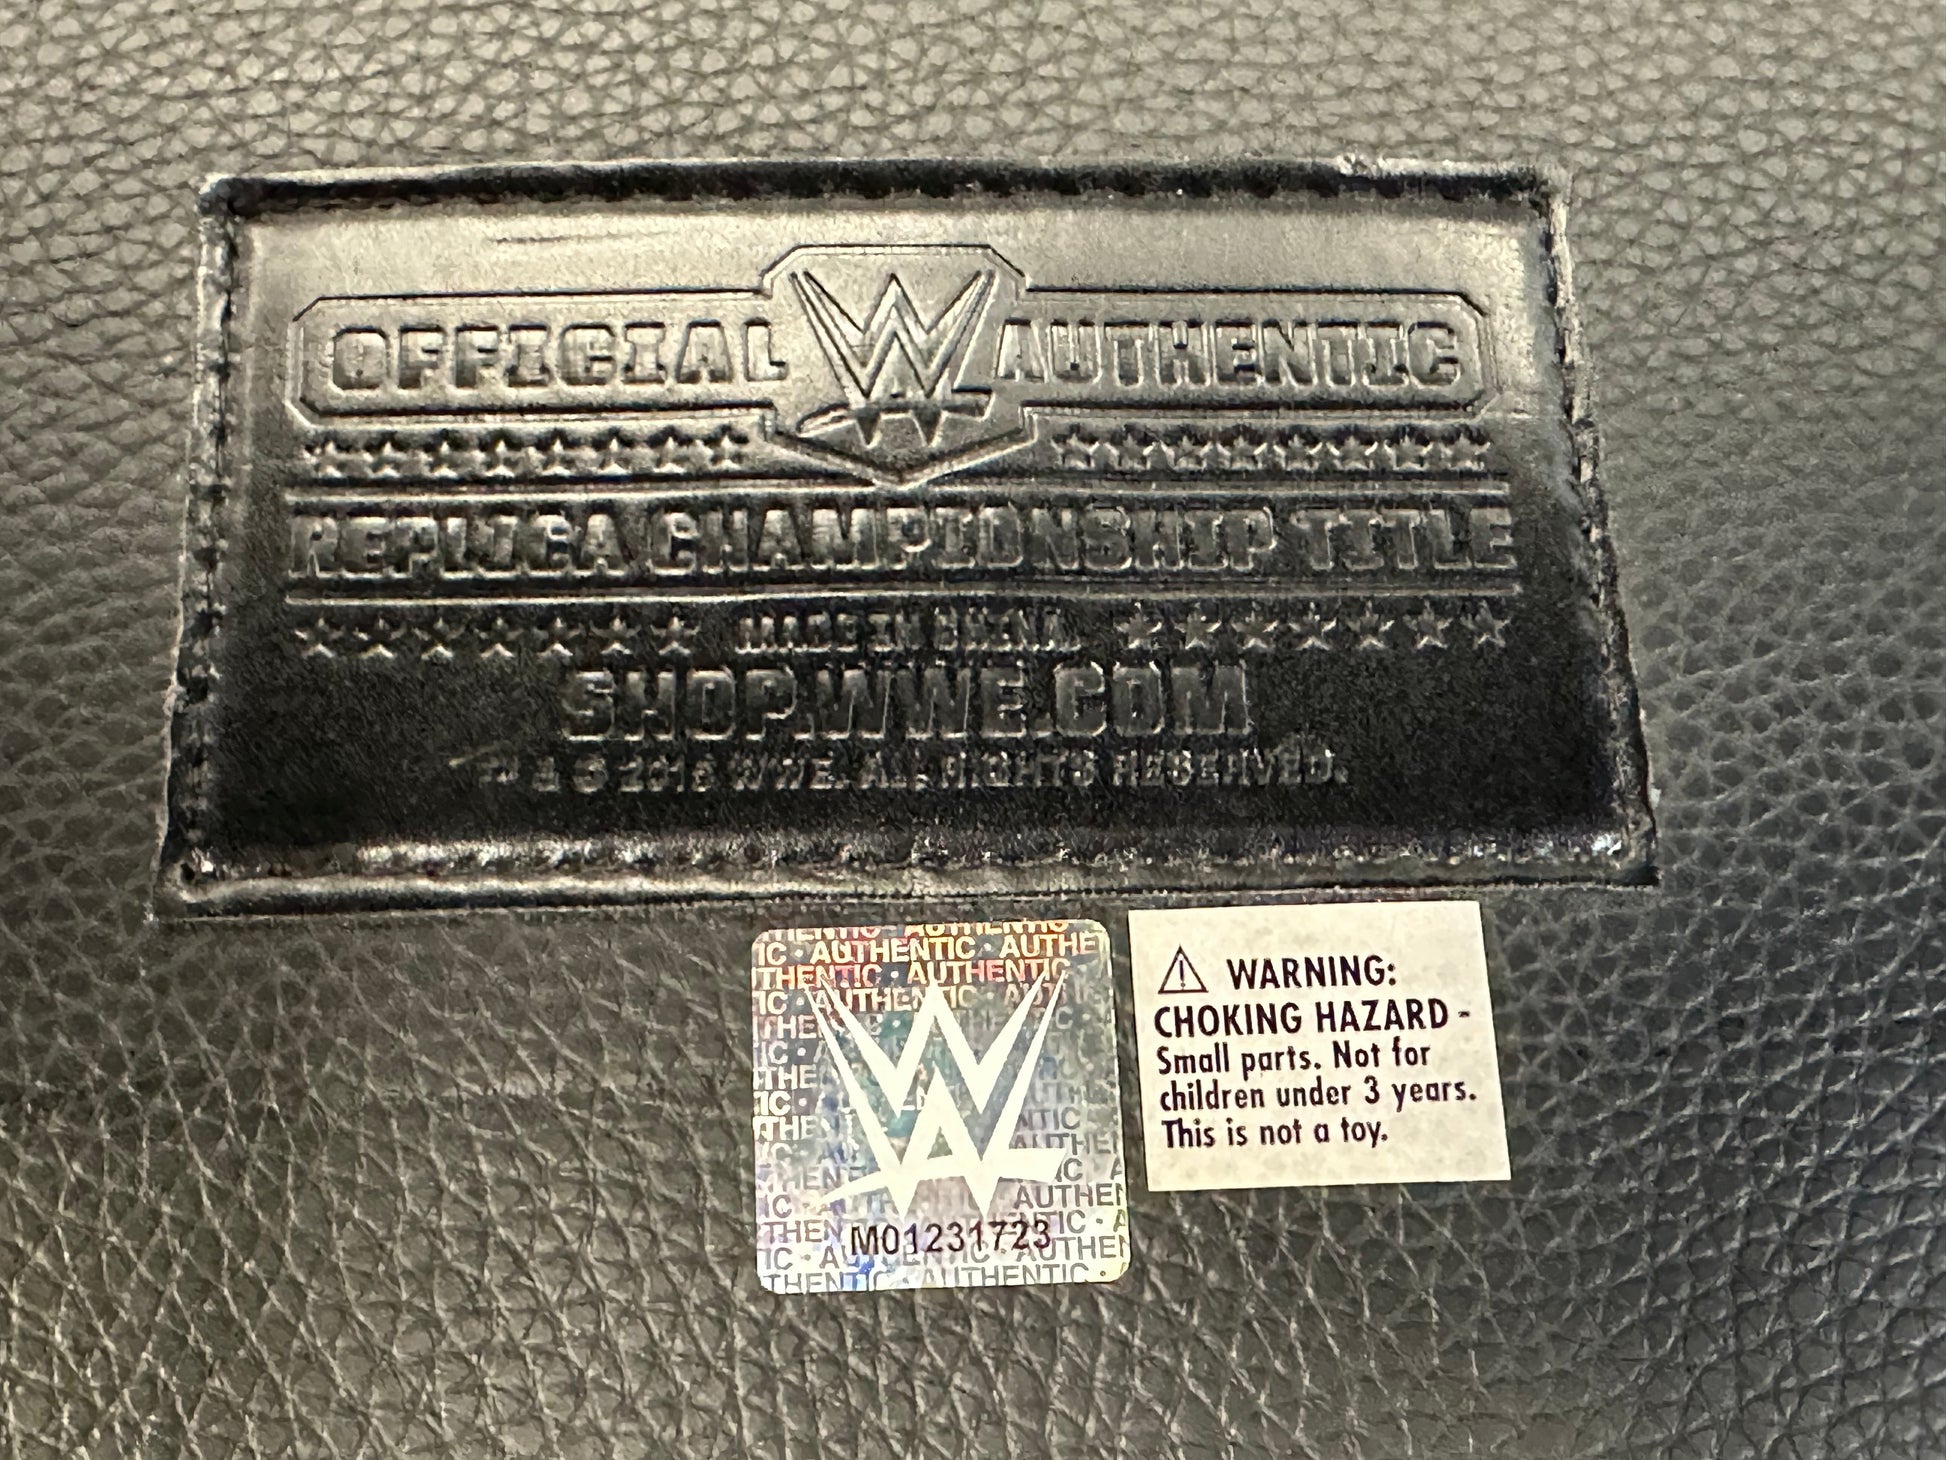 OFFICIAL W AUTHENTIC
REPLICA CHAMPIONSHIP TITLE
MADE IN CHINA
SHOP.WWE.COM
WWE. ALL RIGHTS RESERVED.
AUTHENTIC · AUTHENTIC
M01231723
WARNING:
CHOKING HAZARD -
Small parts. Not for
children under 3 years.
This is not a toy.